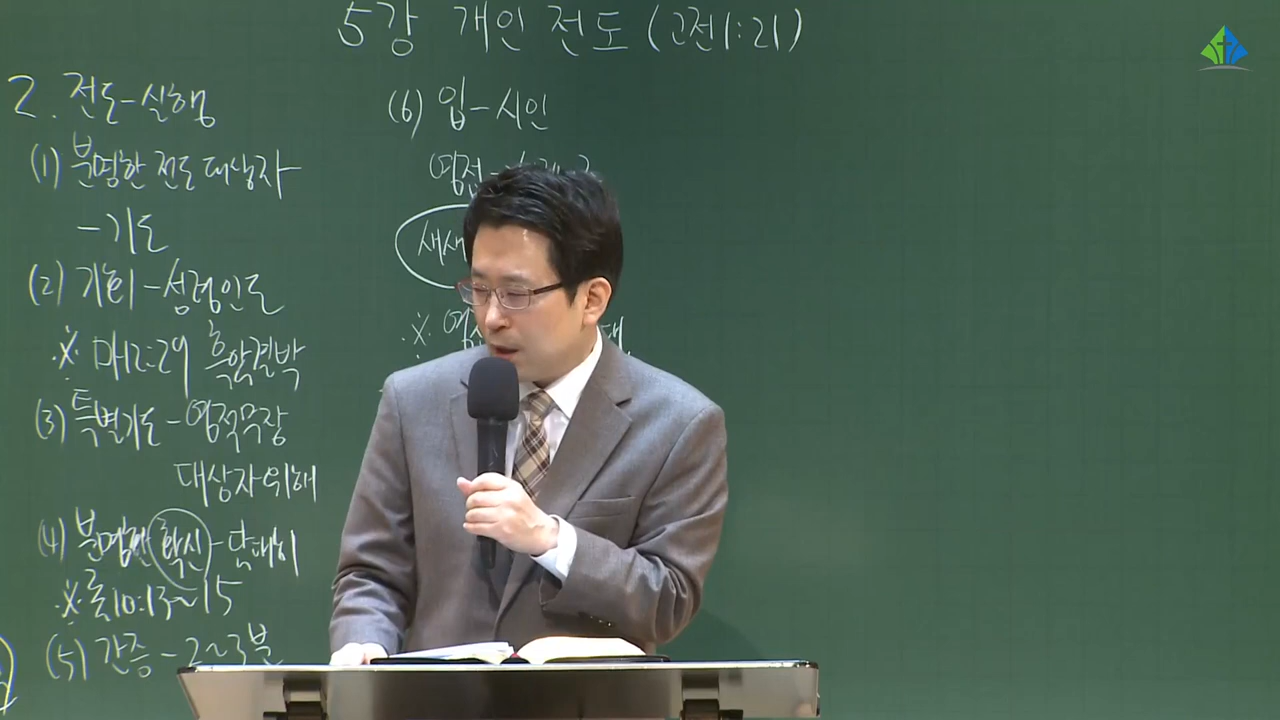 5강 개인 전도 (고전1:21)
2. 전도-실행
(1) 분명한 전도 대상자
-기도
(2) 기회-성령인도
※ 마12:29 흑암결박
(3) 특별기도-영적무장
대상자위해
(4) 분명한 확신-담대히
※롬10:13~15
(5) 간증-2~3분
(6) 입-시인
영접-